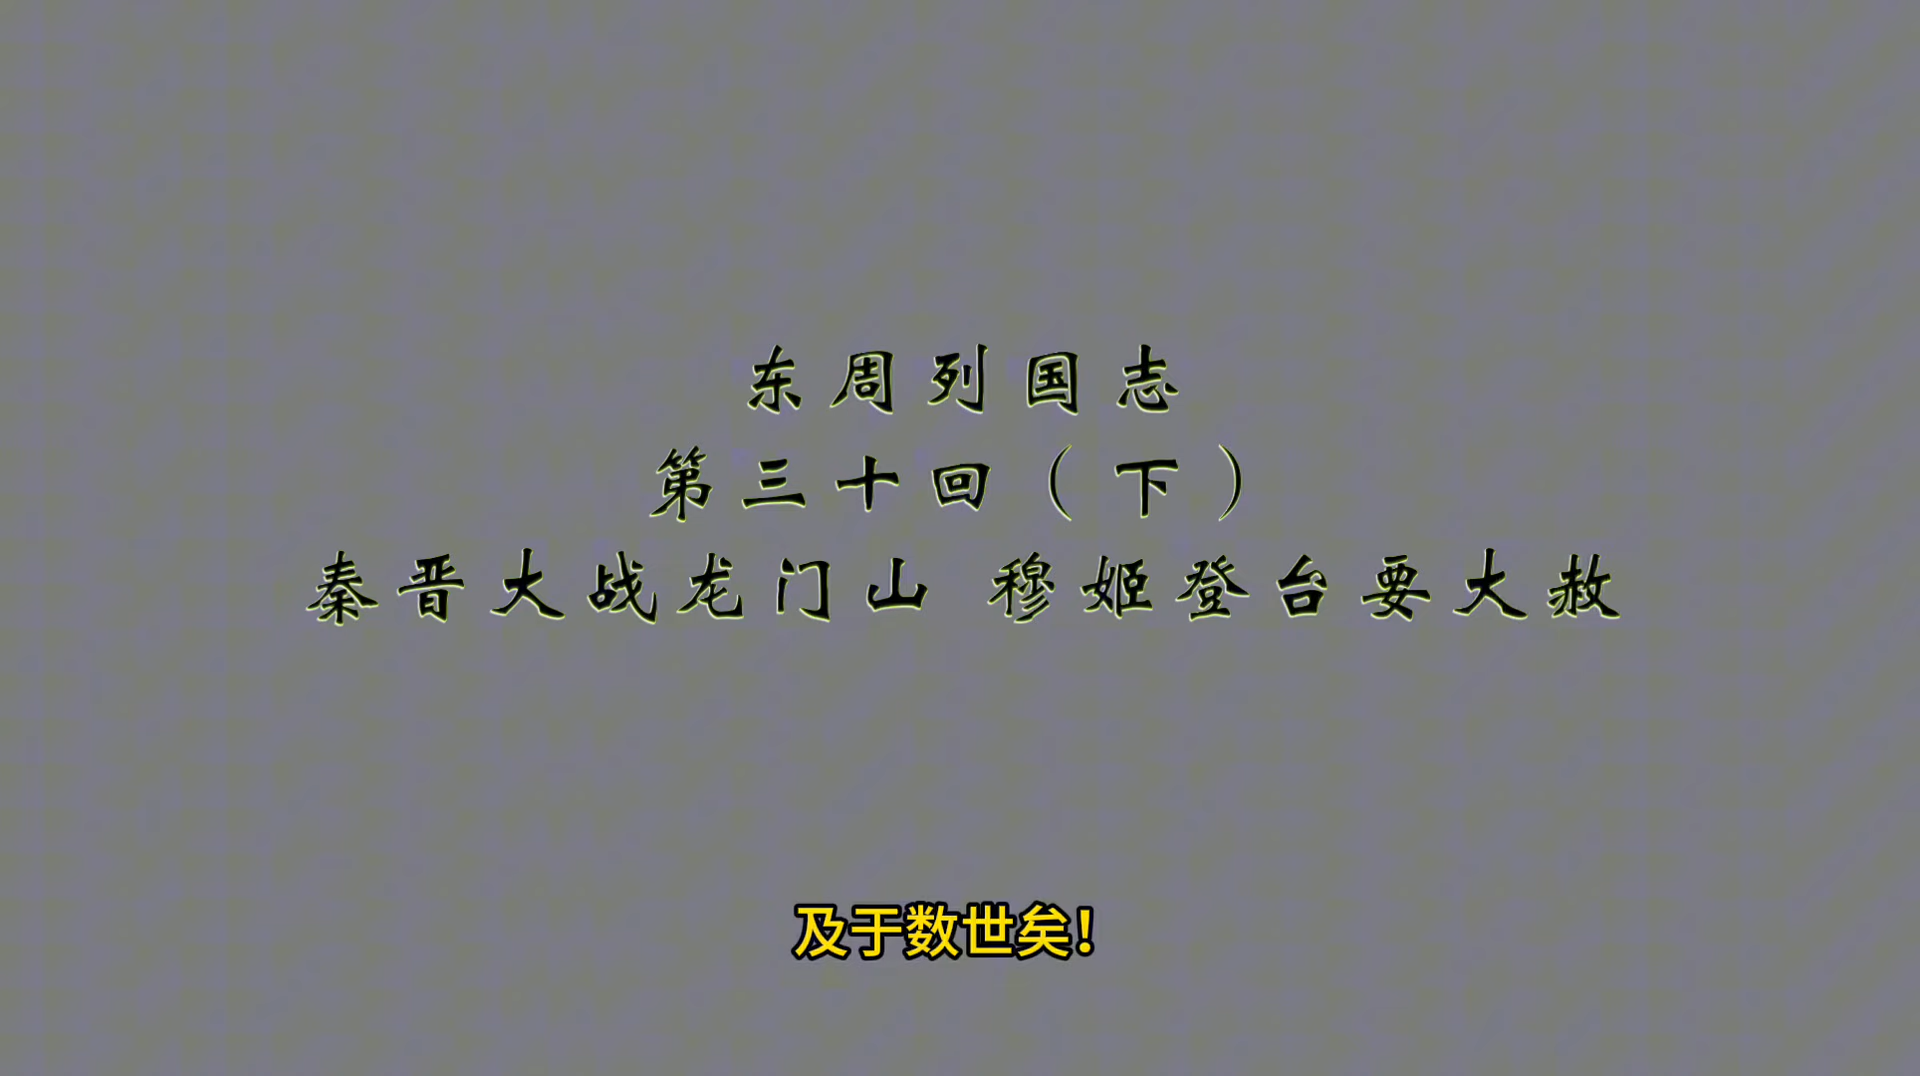 东周列国志
第三十回（下）
秦晋大战龙门山 穆姬登台要大赦
及于数世矣！